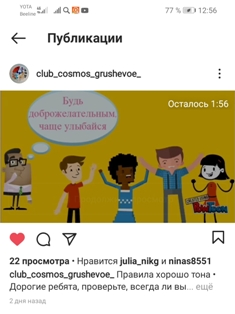 YOTA
Beeline
77 % 12:56
Публикации
club_cosmos_grushevoe_
Будь
доброжелательным,
чаще улыбайся
Осталось 1:56
22 просмотра • Нравится julia_nikg и ninas8551
club_cosmos_grushevoe_ Правила хорошо тона •
Дорогие ребята, проверьте, всегда ли вы... ещё
2 дня назад